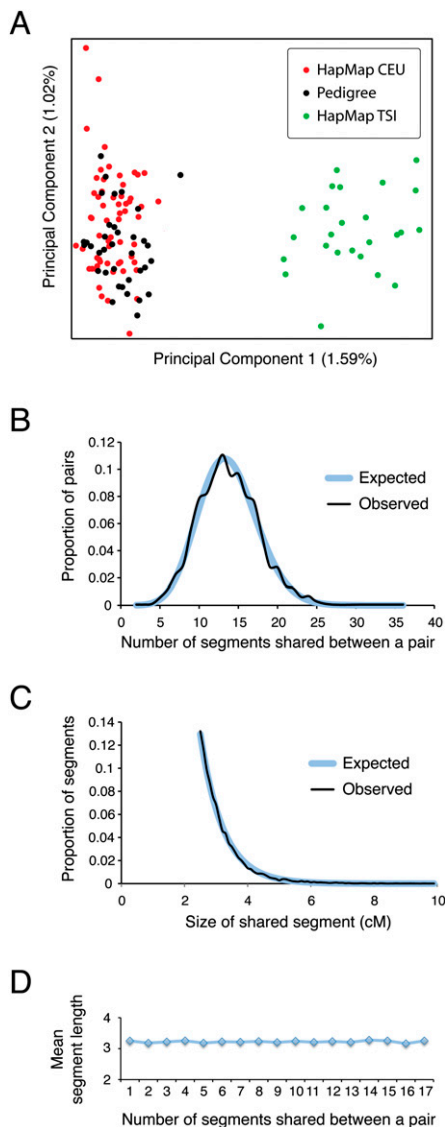 A
Principal Component 2 (1.02%)
HapMap CEU
Pedigree
HapMap TSI
Principal Component 1 (1.59%)
B
Proportion of pairs
0.12
0.1
0.08
0.06
0.04
0.02
0
Expected
Observed
0 5 10 15 20 25 30 35 40
Number of segments shared between a pair
C
Proportion of segments
0.14
0.12
0.1
0.08
0.06
0.04
0.02
0
Expected
Observed
0 2 4 6 8 10
Size of shared segment (cM)
D
Mean
segment length
4
3
2
1 2 3 4 5 6 7 8 9 10 11 12 13 14 15 16 17
Number of segments shared between a pair